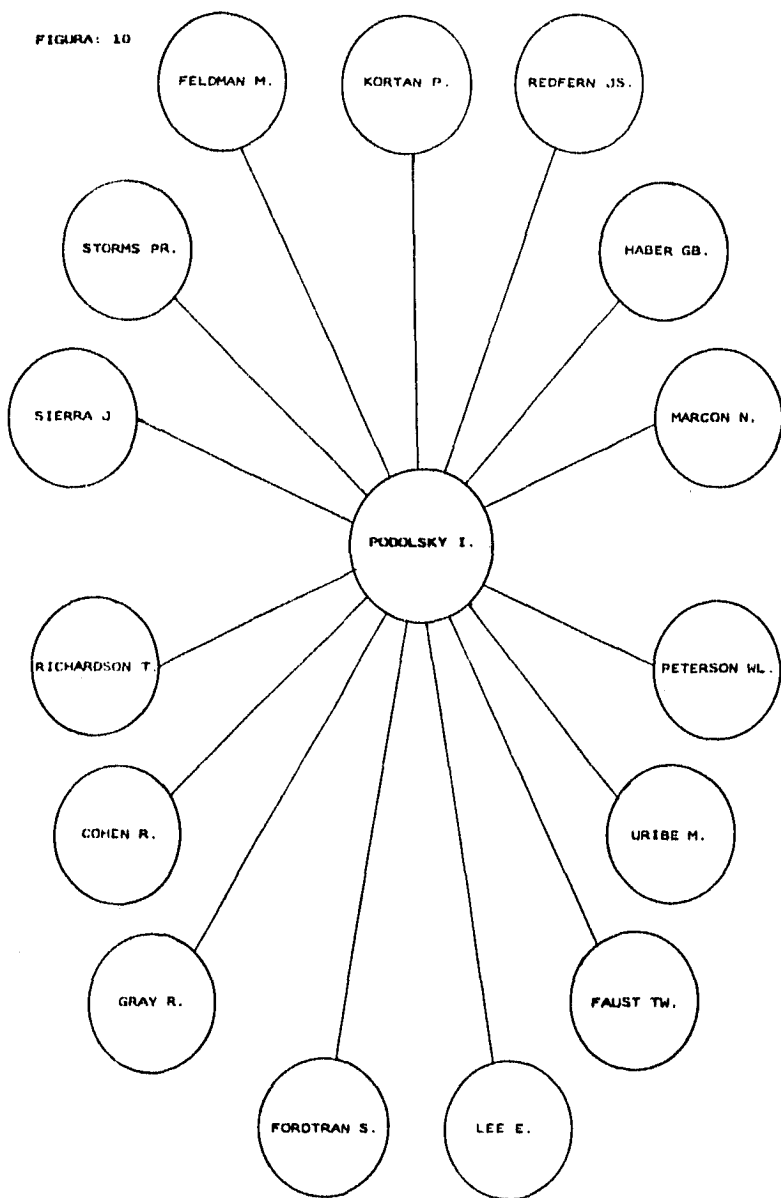 FIGURA: 10
FELDMAN M.
KORTAN P.
REDFERN JS.
STORMS PR.
HABER GB.
SIERRA J
MARCON N.
PODOLSKY I.
RICHARDSON T.
PETERSON WL.
COHEN R.
URIBE M.
GRAY R.
FAUST TW.
FORDTRAN S.
LEE E.